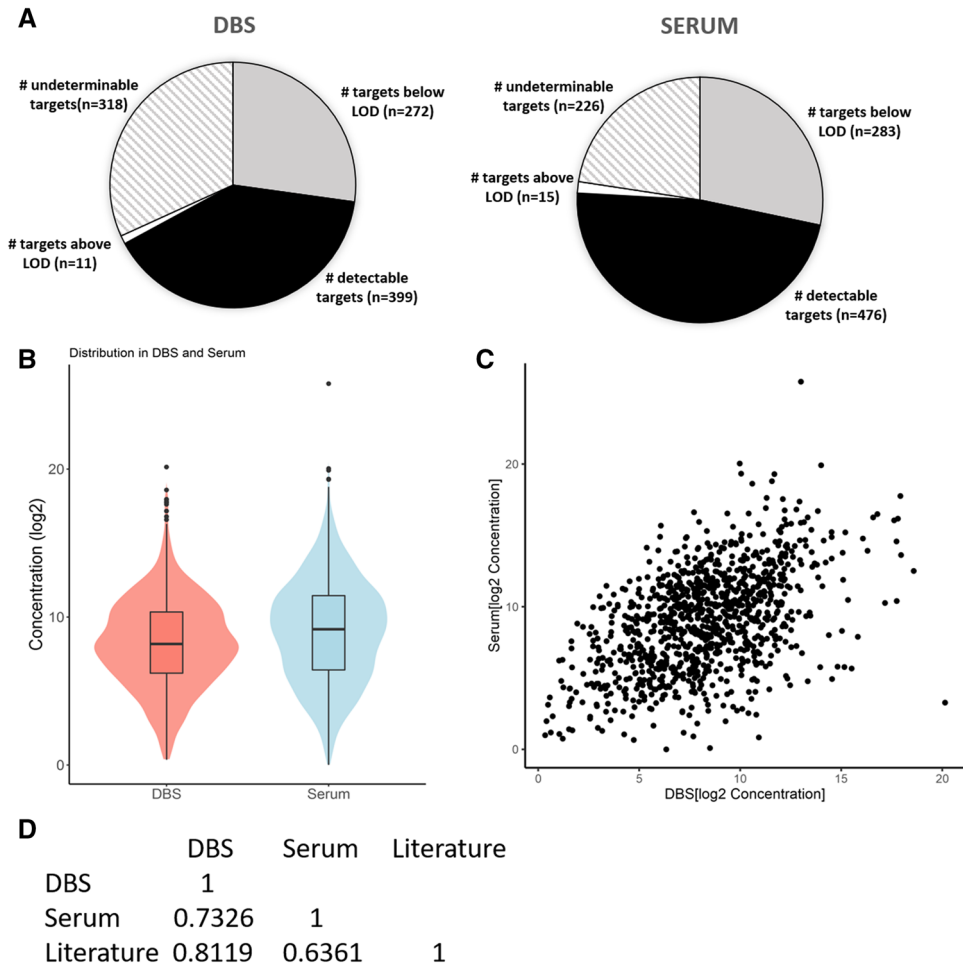 A
DBS
SERUM
# undeterminable
targets(n=318)
# targets below
LOD (n=272)
# targets above
LOD (n=11)
# detectable
targets (n=399)
# undeterminable
targets (n=226)
# targets below
LOD (n=283)
# targets above
LOD (n=15)
# detectable
targets (n=476)
B
Distribution in DBS and Serum
Concentration (log2)
20
10
0
DBS
Serum
C
Serum[log2 Concentration]
20
10
0
0
5
10
15
20
DBS[log2 Concentration]
D
DBS Serum Literature
DBS 1
Serum 0.7326 1
Literature 0.8119 0.6361 1